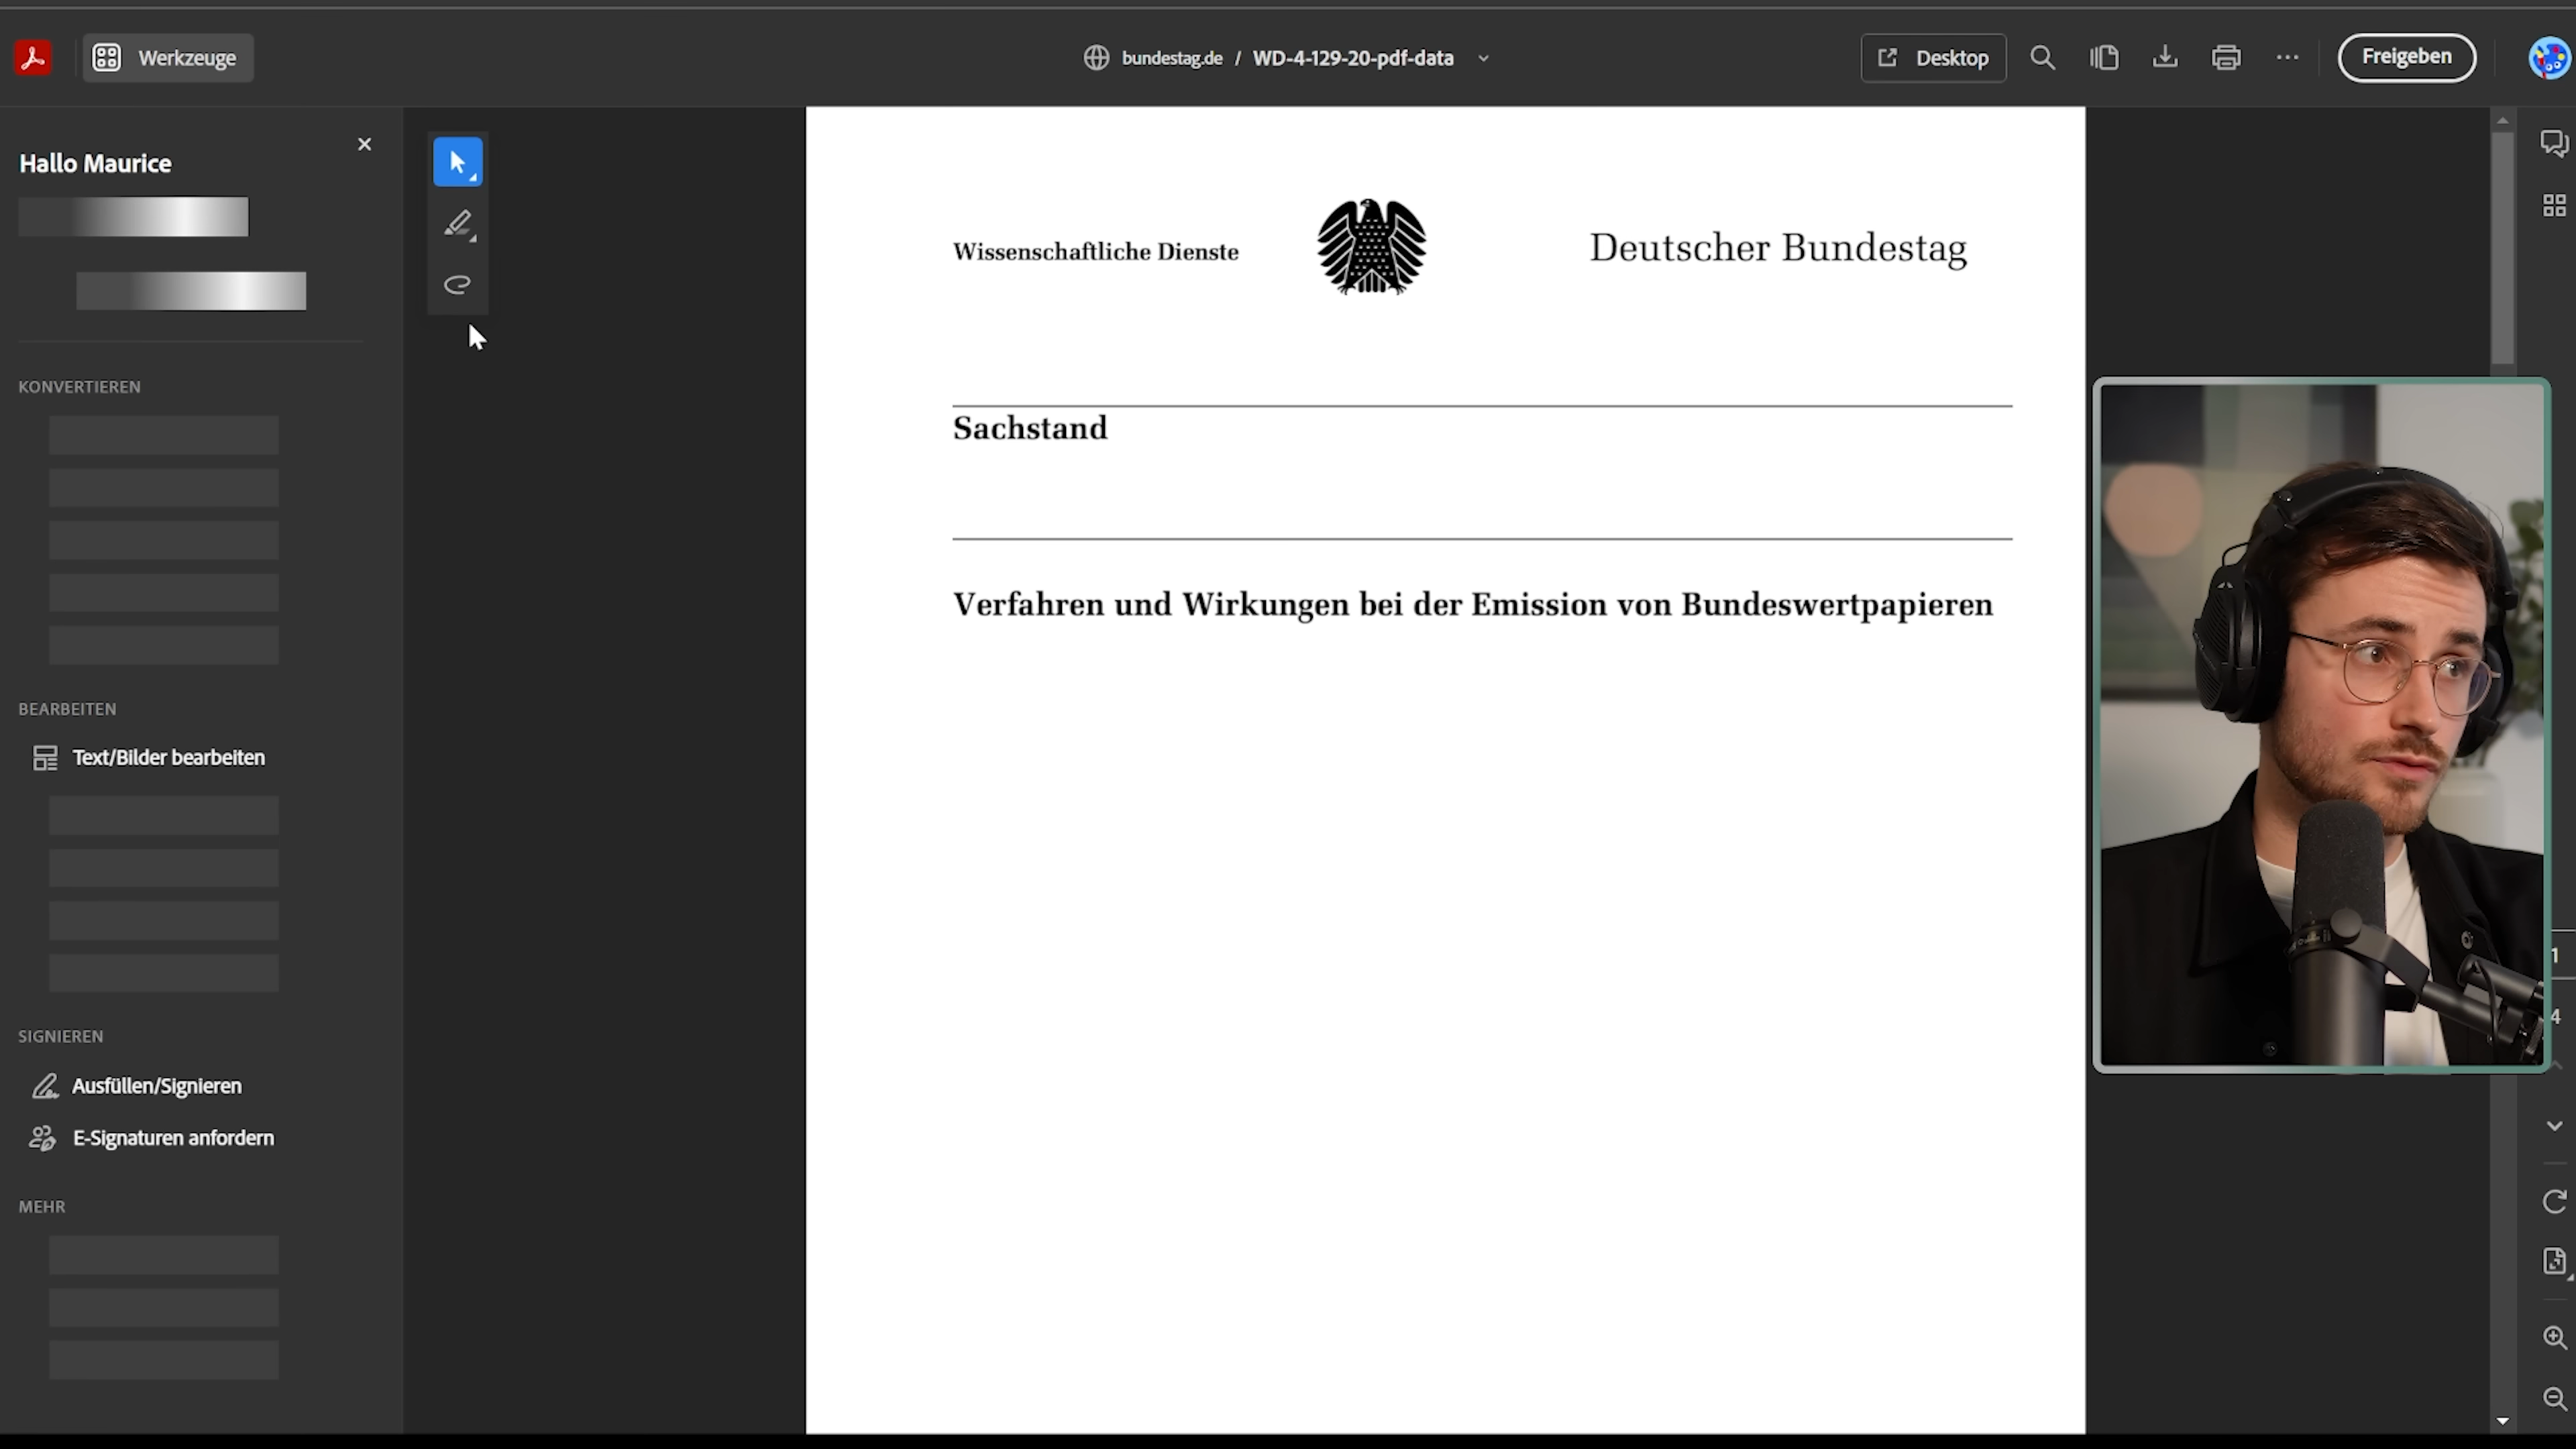 Werkzeuge
bundestag.de / WD-4-129-20-pdf-data
Desktop
Freigeben
Hallo Maurice
KONVERTIEREN
BEARBEITEN
Text/Bilder bearbeiten
SIGNIEREN
Ausfüllen/Signieren
E-Signaturen anfordern
MEHR
Wissenschaftliche Dienste
Deutscher Bundestag
Sachstand
Verfahren und Wirkungen bei der Emission von Bundeswertpapieren
1
4